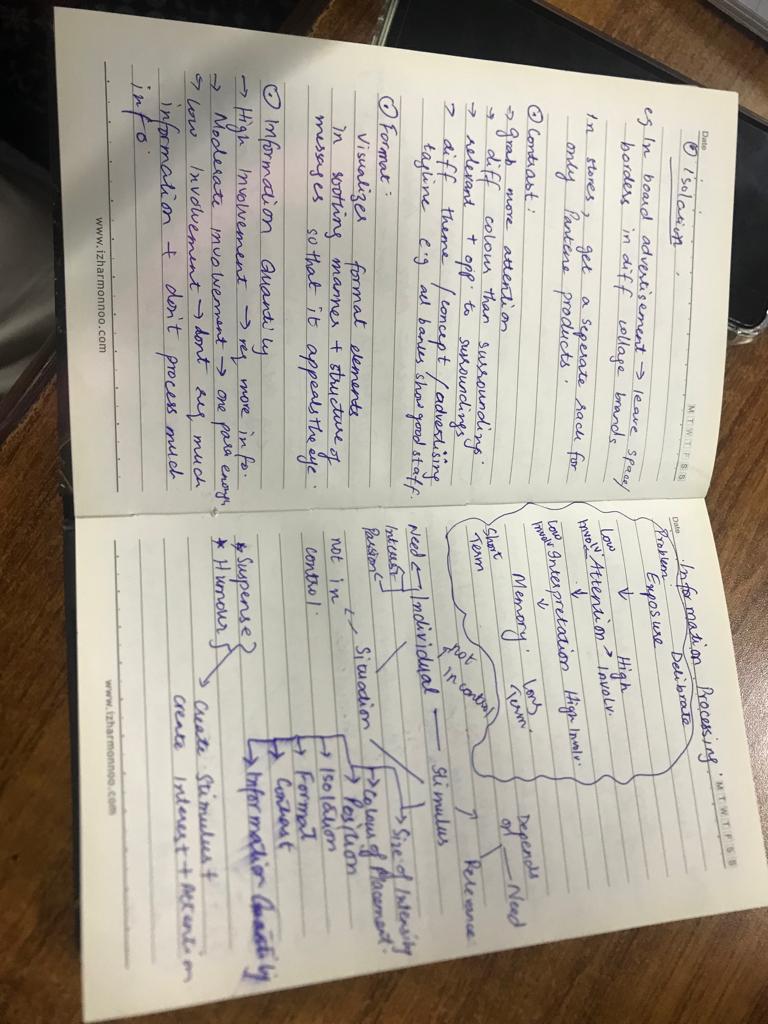 Date
M T W T F S S
Isolation.
eg In board advertisement → leave space/
borders in diff collage brands
In stores, get a seperate rack for
only Pantene products.
Contrast:
→ grab more attention
→ diff colour than surrounding.
→ relevant + opp. to surroundings
→ diff theme / concept / advertising
tagline e.g all banks show good staff.
Format:
Visualizes format elements
in soothing manner + structure of
messages so that it appeals the eye.
Information Quantity
→ High Involvement → req more info.
→ Moderate involvement → one para enough
→ Low Involvement → dont req much
information + don't process much
info.
www.izharmonnoo.com
Date
M T W T F S S
Information Processing
Problem Delibrate
Exposure
Low Involv. Attention → High Involv.
Low Involv Interpretation High Involv.
Memory. Long Term
Short Term
not In control
Depends on
Need
Relevance
Individual
Stimulus
Need
Interest
Passion
Situation
not in
control.
Size of Intensity
Colour of Placement.
Position
Isolation
Format
Contrast
Information Quantity
* Suspense
* Humour
Create Stimulus +
Create Interest + Attention
www.izharmonnoo.com